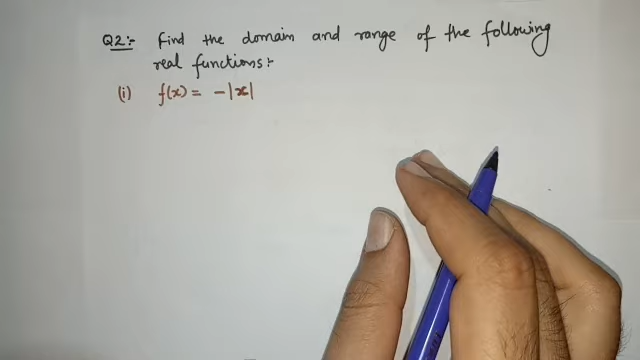 Q2:- Find the domain and range of the following
real functions:-
(i) f(x) = -|x|